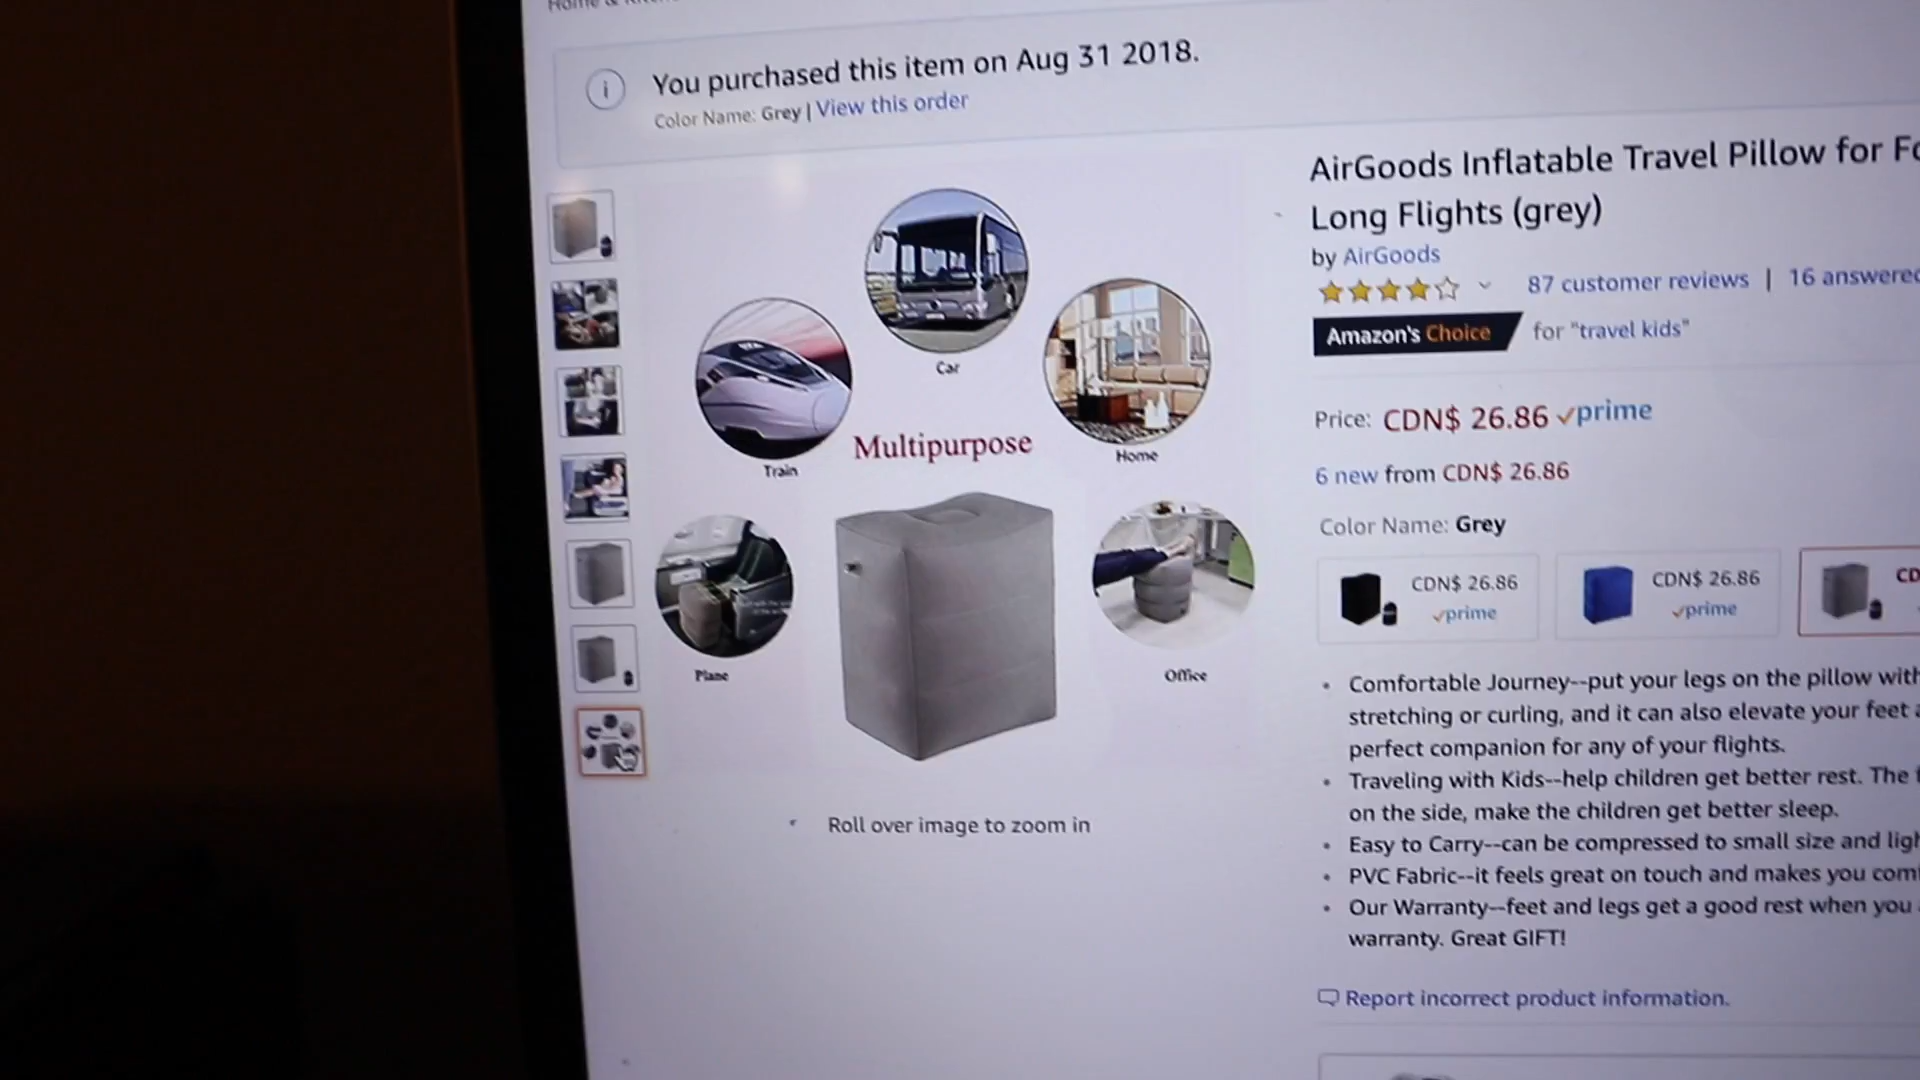 You purchased this item on Aug 31 2018.
Color Name: Grey | View this order
AirGoods Inflatable Travel Pillow for
Long Flights (grey)
by AirGoods
87 customer reviews | 16 answered
Amazon's Choice for "travel kids"
Price: CDN$ 26.86 prime
6 new from CDN$ 26.86
Color Name: Grey
CDN$ 26.86
prime
CDN$ 26.86
prime
Car
Train
Multipurpose
Home
Plane
Office
Roll over image to zoom in
Comfortable Journey--put your legs on the pillow with
stretching or curling, and it can also elevate your feet
perfect companion for any of your flights.
Traveling with Kids--help children get better rest. The
on the side, make the children get better sleep.
Easy to Carry--can be compressed to small size and
PVC Fabric--it feels great on touch and makes you
Our Warranty--feet and legs get a good rest when you
warranty. Great GIFT!
Report incorrect product information.